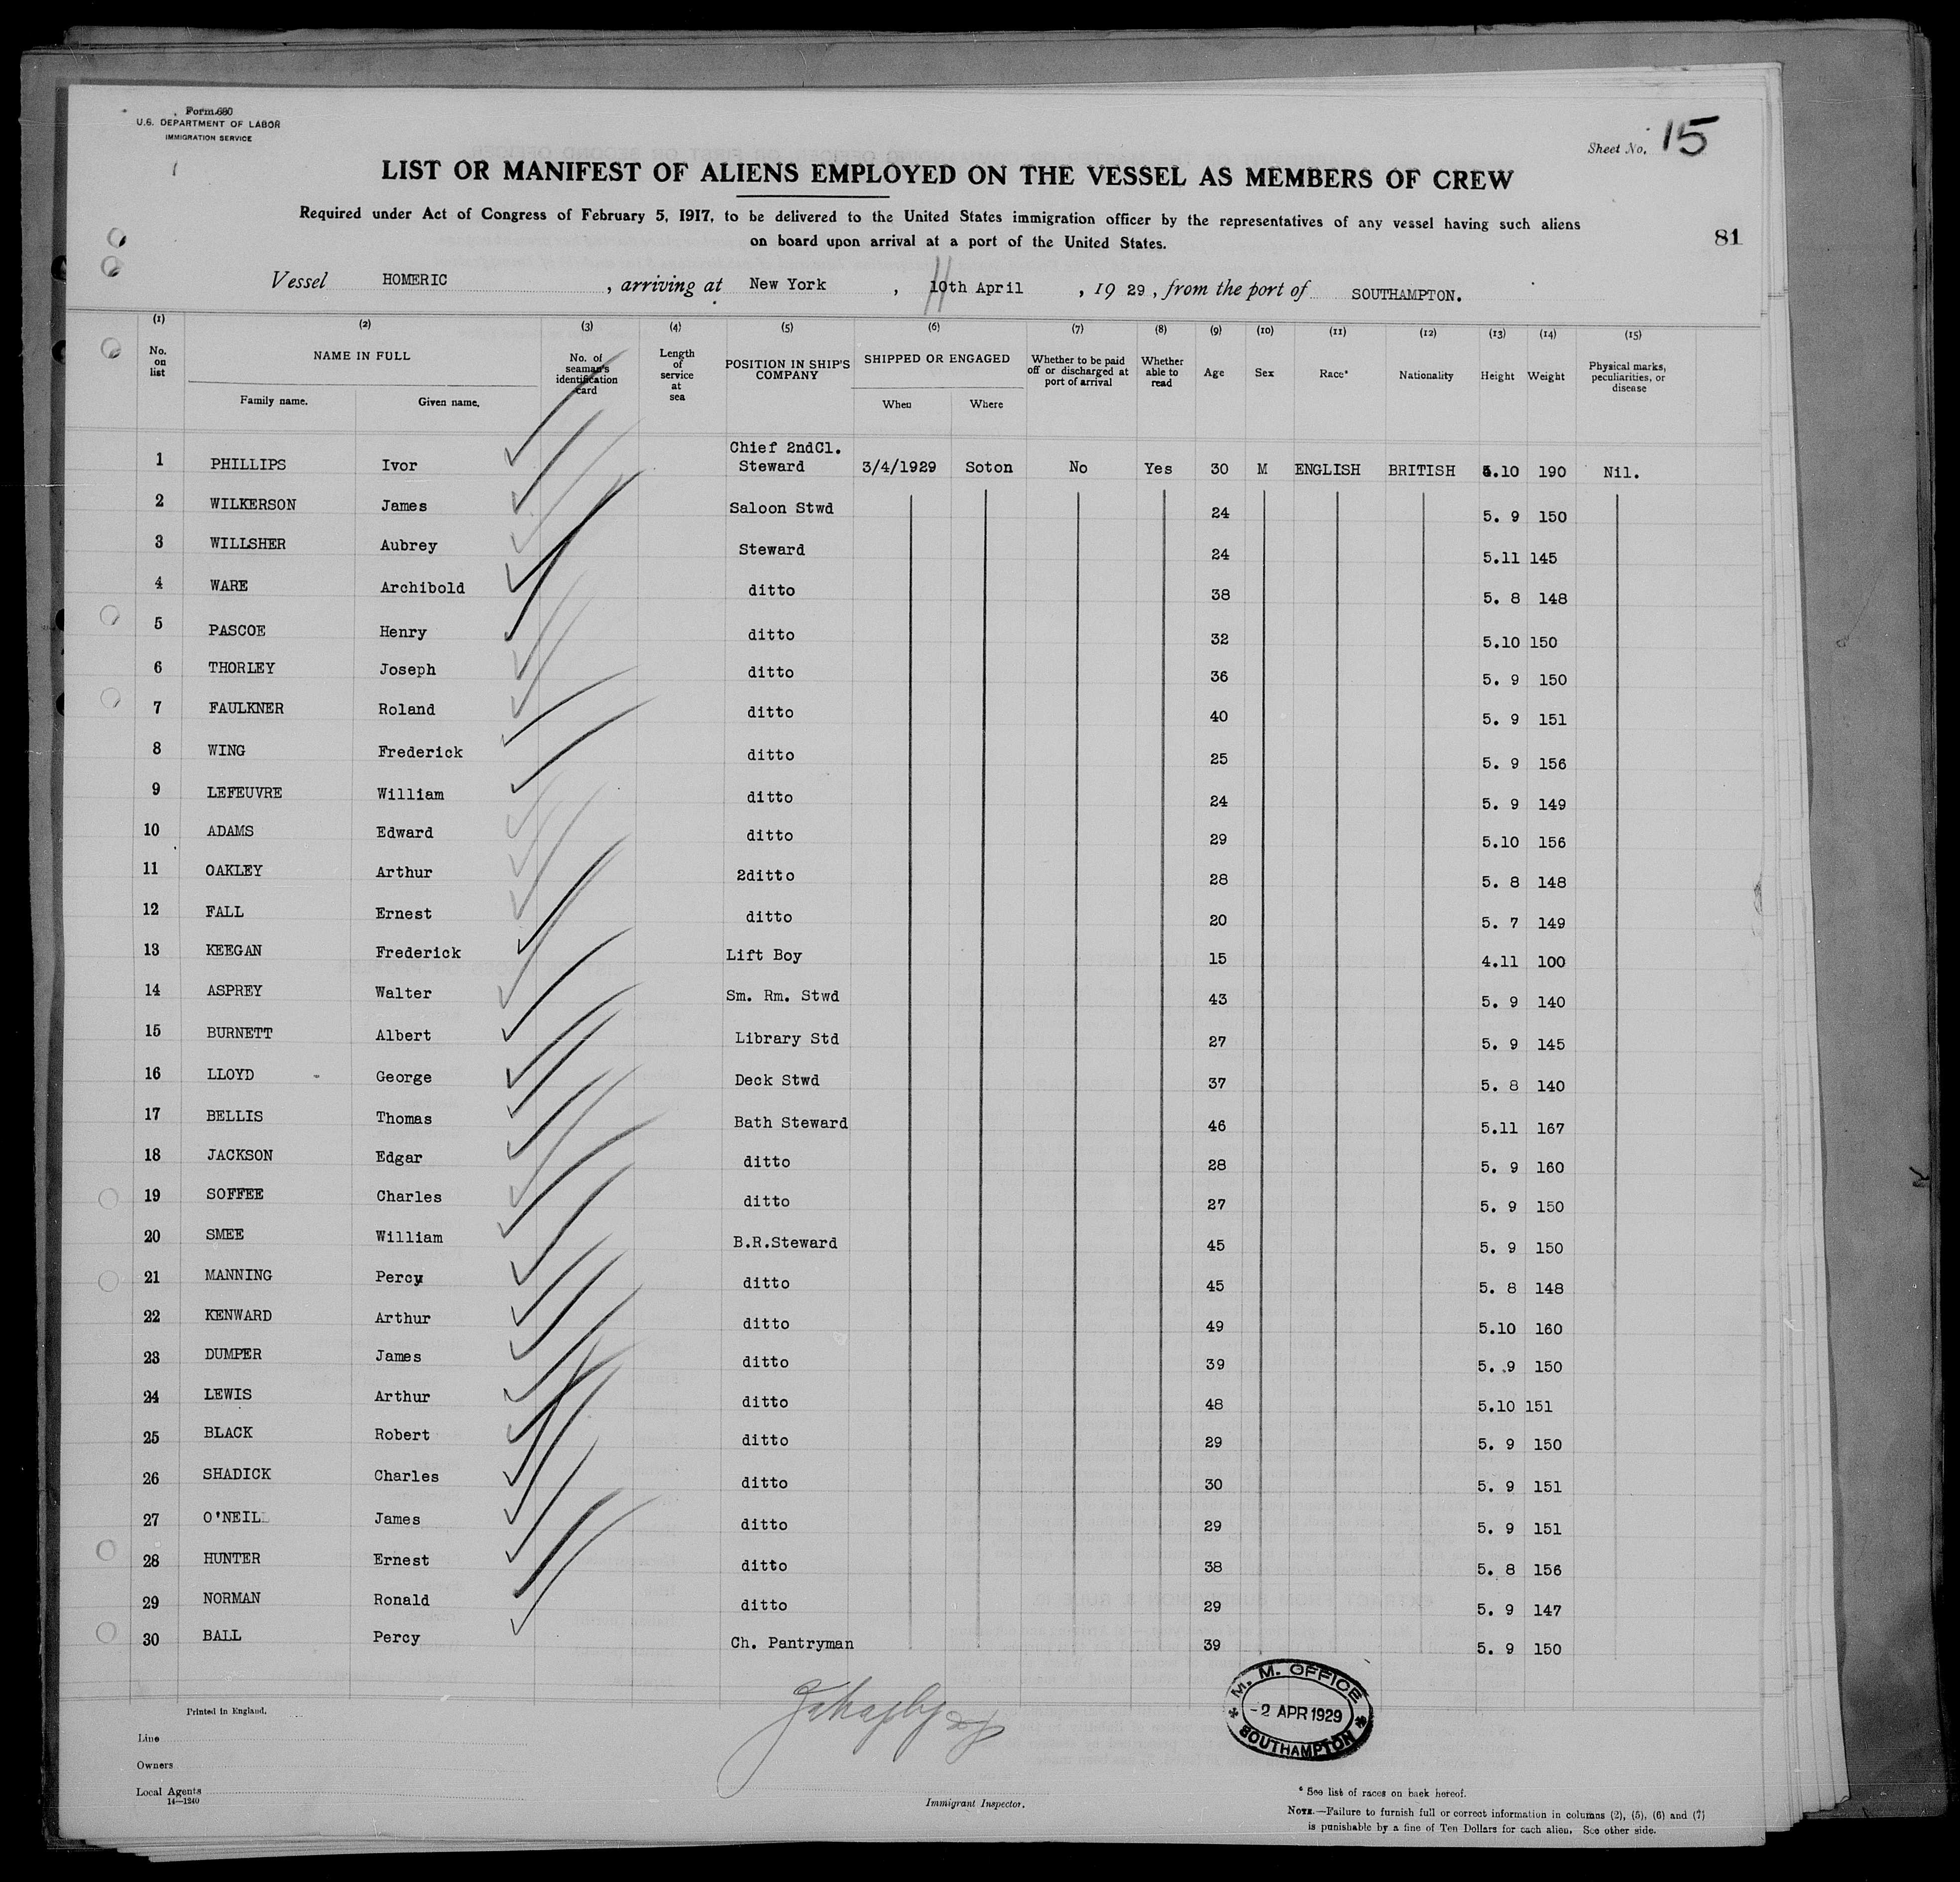 Form 680
U.S. DEPARTMENT OF LABOR
IMMIGRATION SERVICE
Sheet No. 15
LIST OR MANIFEST OF ALIENS EMPLOYED ON THE VESSEL AS MEMBERS OF CREW
Required under Act of Congress of February 5, 1917, to be delivered to the United States immigration officer by the representatives of any vessel having such aliens
on board upon arrival at a port of the United States.
81
Vessel HOMERIC , arriving at New York , 10th April , 19 29 , from the port of SOUTHAMPTON.
(1) (2) (3) (4) (5) (6) (7) (8) (9) (10) (11) (12) (13) (14) (15)
No. on list NAME IN FULL Family name. Given name. No. of seaman's identification card Length of service at sea POSITION IN SHIP'S COMPANY SHIPPED OR ENGAGED When Where Whether to be paid off or discharged at port of arrival Whether able to read Age Sex Race* Nationality Height Weight Physical marks, peculiarities, or disease
1 PHILLIPS Ivor Chief 2ndCl. Steward 3/4/1929 Soton No Yes 30 M ENGLISH BRITISH 5.10 190 Nil.
2 WILKERSON James Saloon Stwd 24 5. 9 150
3 WILLSHER Aubrey Steward 24 5.11 145
4 WARE Archibold ditto 38 5. 8 148
5 PASCOE Henry ditto 32 5.10 150
6 THORLEY Joseph ditto 36 5. 9 150
7 FAULKNER Roland ditto 40 5. 9 151
8 WING Frederick ditto 25 5. 9 156
9 LEFEUVRE William ditto 24 5. 9 149
10 ADAMS Edward ditto 29 5.10 156
11 OAKLEY Arthur 2ditto 28 5. 8 148
12 FALL Ernest ditto 20 5. 7 149
13 KEEGAN Frederick Lift Boy 15 4.11 100
14 ASPREY Walter Sm. Rm. Stwd 43 5. 9 140
15 BURNETT Albert Library Std 27 5. 9 145
16 LLOYD George Deck Stwd 37 5. 8 140
17 BELLIS Thomas Bath Steward 46 5.11 167
18 JACKSON Edgar ditto 28 5. 9 160
19 SOFFEE Charles ditto 27 5. 9 150
20 SMEE William B.R.Steward 45 5. 9 150
21 MANNING Percy ditto 45 5. 8 148
22 KENWARD Arthur ditto 49 5.10 160
23 DUMPER James ditto 39 5. .9 150
24 LEWIS Arthur ditto 48 5.10 151
25 BLACK Robert ditto 29 5. 9 150
26 SHADICK Charles ditto 30 5. 9 151
27 O'NEILL James ditto 29 5. 9 151
28 HUNTER Ernest ditto 38 5. 8 156
29 NORMAN Ronald ditto 29 5. 9 147
30 BALL Percy Ch. Pantryman 39 5. 9 150
M. M. OFFICE
-2 APR 1929
SOUTHAMPTON
Printed in England.
Line
Owners
Local Agents
14—1240
Immigrant Inspector.
* See list of races on back hereof.
NOTE.—Failure to furnish full or correct information in columns (2), (5), (6) and (7)
is punishable by a fine of Ten Dollars for each alien. See other side.